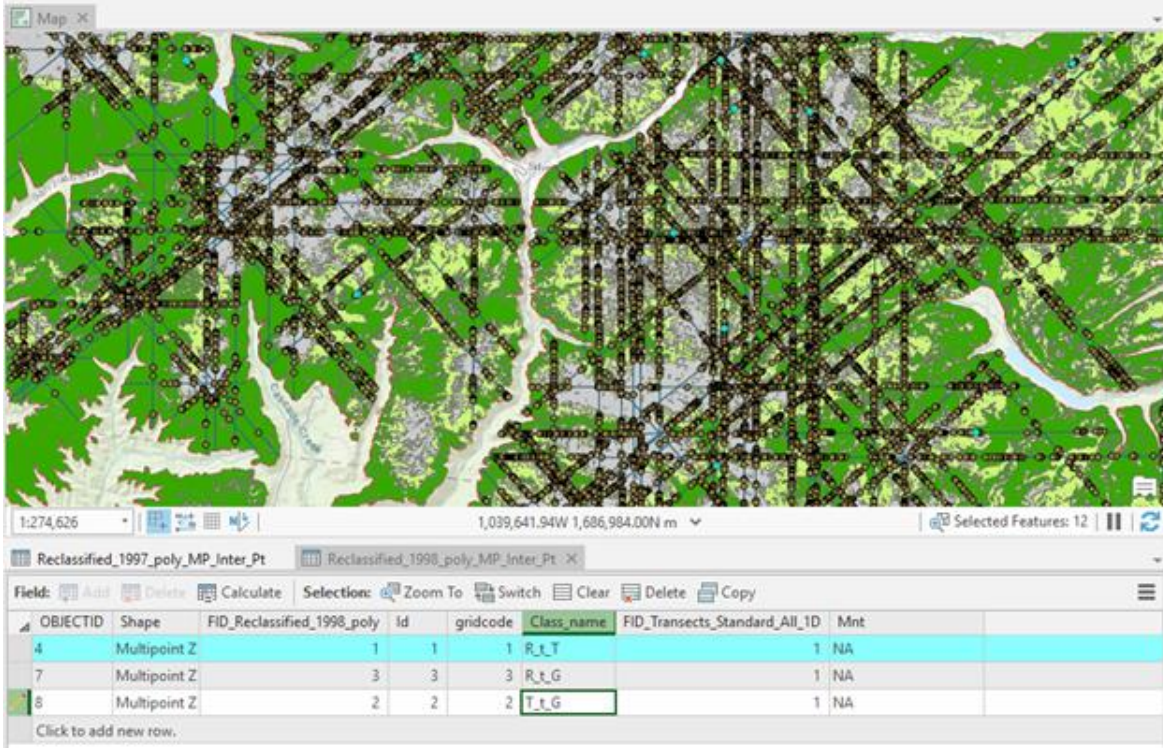 Map
1:274,626
1,039,641.94W 1,686,984.00N m
Selected Features: 12
Reclassified_1997_poly_MP_Inter_Pt
Reclassified_1998_poly_MP_Inter_Pt
Field: Add Delete Calculate Selection: Zoom To Switch Clear Delete Copy
OBJECTID Shape FID_Reclassified_1998_poly Id gridcode Class_name FID_Transects_Standard_All_1D Mnt
4 Multipoint Z 1 1 1 R_t_T 1 NA
7 Multipoint Z 3 3 3 R_t_G 1 NA
8 Multipoint Z 2 2 2 T_t_G 1 NA
Click to add new row.